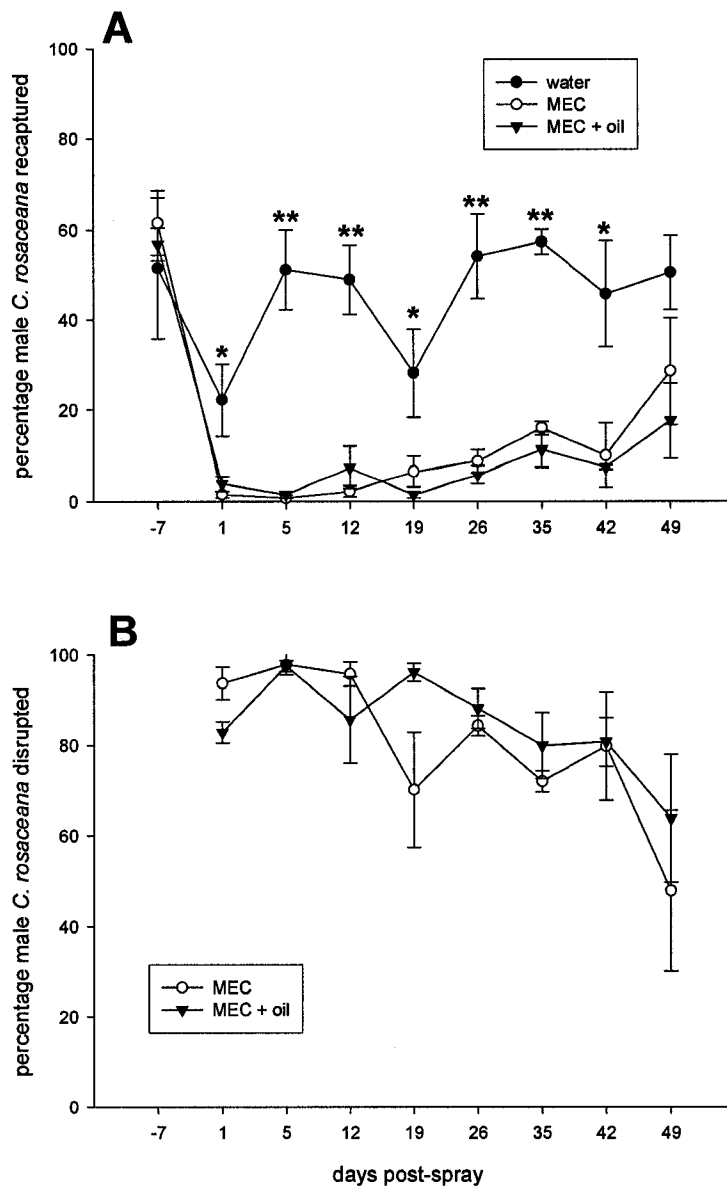 A
100
80
60
40
20
0
percentage male C. rosaceana recaptured
water
MEC
MEC + oil
*
**
**
*
**
**
*
-7 1 5 12 19 26 35 42 49
B
100
80
60
40
20
0
percentage male C. rosaceana disrupted
MEC
MEC + oil
-7 1 5 12 19 26 35 42 49
days post-spray